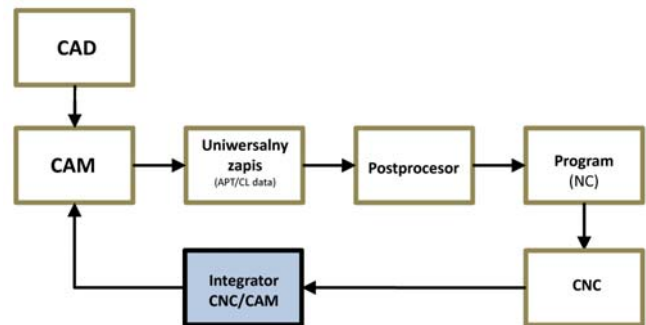 CAD
CAM
Uniwersalny
zapis
(APT/CL data)
Postprocesor
Program
(NC)
Integrator
CNC/CAM
CNC